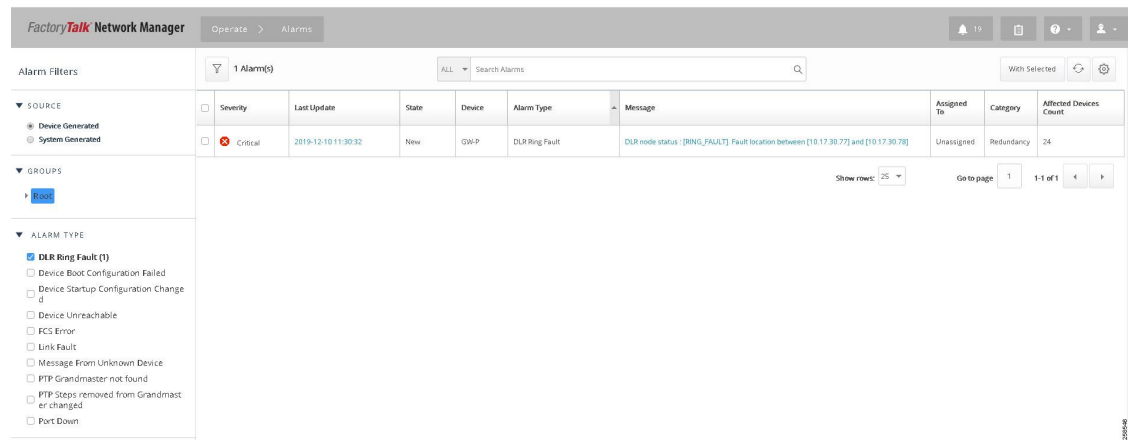 FactoryTalk Network Manager
Operate > Alarms
19
Alarm Filters
1 Alarm(s)
ALL
Search Alarms
With Selected
SOURCE
Device Generated
System Generated
GROUPS
Root
ALARM TYPE
DLR Ring Fault (1)
Device Boot Configuration Failed
Device Startup Configuration Change
d
Device Unreachable
FCS Error
Link Fault
Message From Unknown Device
PTP Grandmaster not found
PTP Steps removed from Grandmast
er changed
Port Down
Severity Last Update State Device Alarm Type Message Assigned To Category Affected Devices Count
Critical 2019-12-10 11:30:32 New GW-P DLR Ring Fault DLR node status : [RING_FAULT]. Fault location between [10.17.30.77] and [10.17.30.78] Unassigned Redundancy 24
Show rows: 25 Go to page 1 1-1 of 1
258546